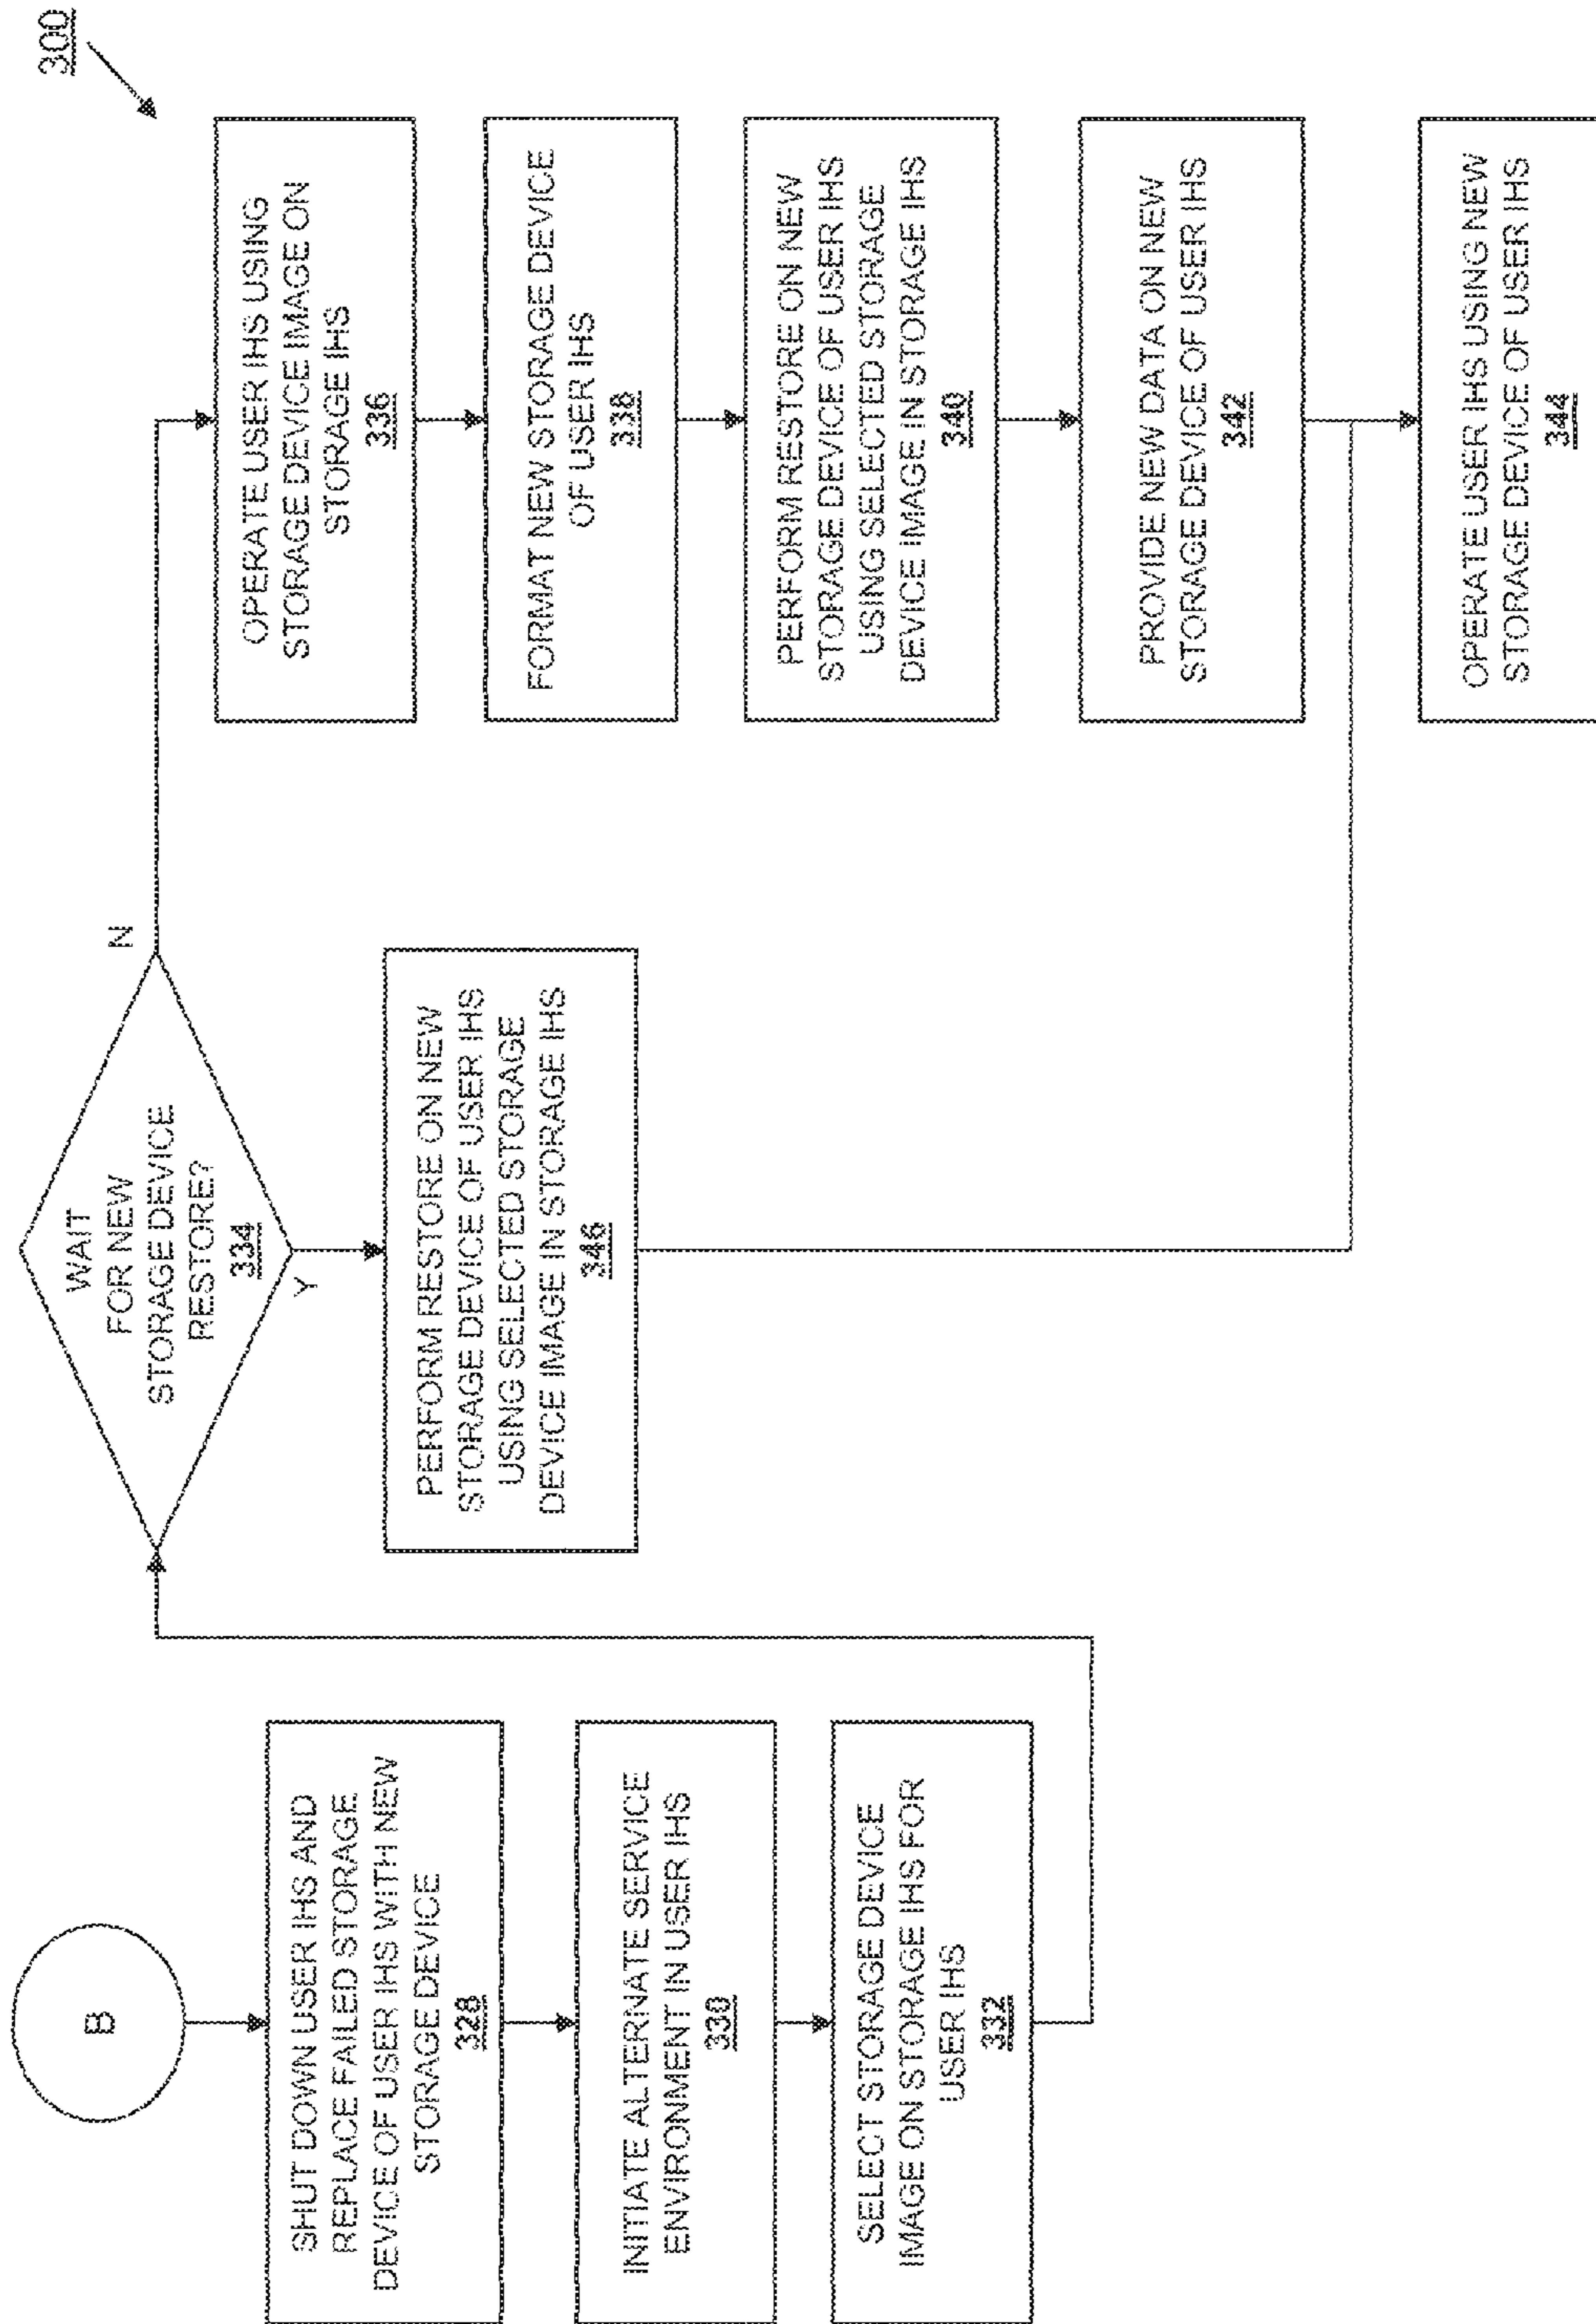 300
B
SHUT DOWN USER IHS AND
REPLACE FAILED STORAGE
DEVICE OF USER IHS WITH NEW
STORAGE DEVICE
328
INITIATE ALTERNATE SERVICE
ENVIRONMENT IN USER IHS
330
SELECT STORAGE DEVICE
IMAGE ON STORAGE IHS FOR
USER IHS
332
WAIT
FOR NEW
STORAGE DEVICE
RESTORE?
334
Y
N
PERFORM RESTORE ON NEW
STORAGE DEVICE OF USER IHS
USING SELECTED STORAGE
DEVICE IMAGE IN STORAGE IHS
346
OPERATE USER IHS USING
STORAGE DEVICE IMAGE ON
STORAGE IHS
336
FORMAT NEW STORAGE DEVICE
OF USER IHS
338
PERFORM RESTORE ON NEW
STORAGE DEVICE OF USER IHS
USING SELECTED STORAGE
DEVICE IMAGE IN STORAGE IHS
340
PROVIDE NEW DATA ON NEW
STORAGE DEVICE OF USER IHS
342
OPERATE USER IHS USING NEW
STORAGE DEVICE OF USER IHS
344